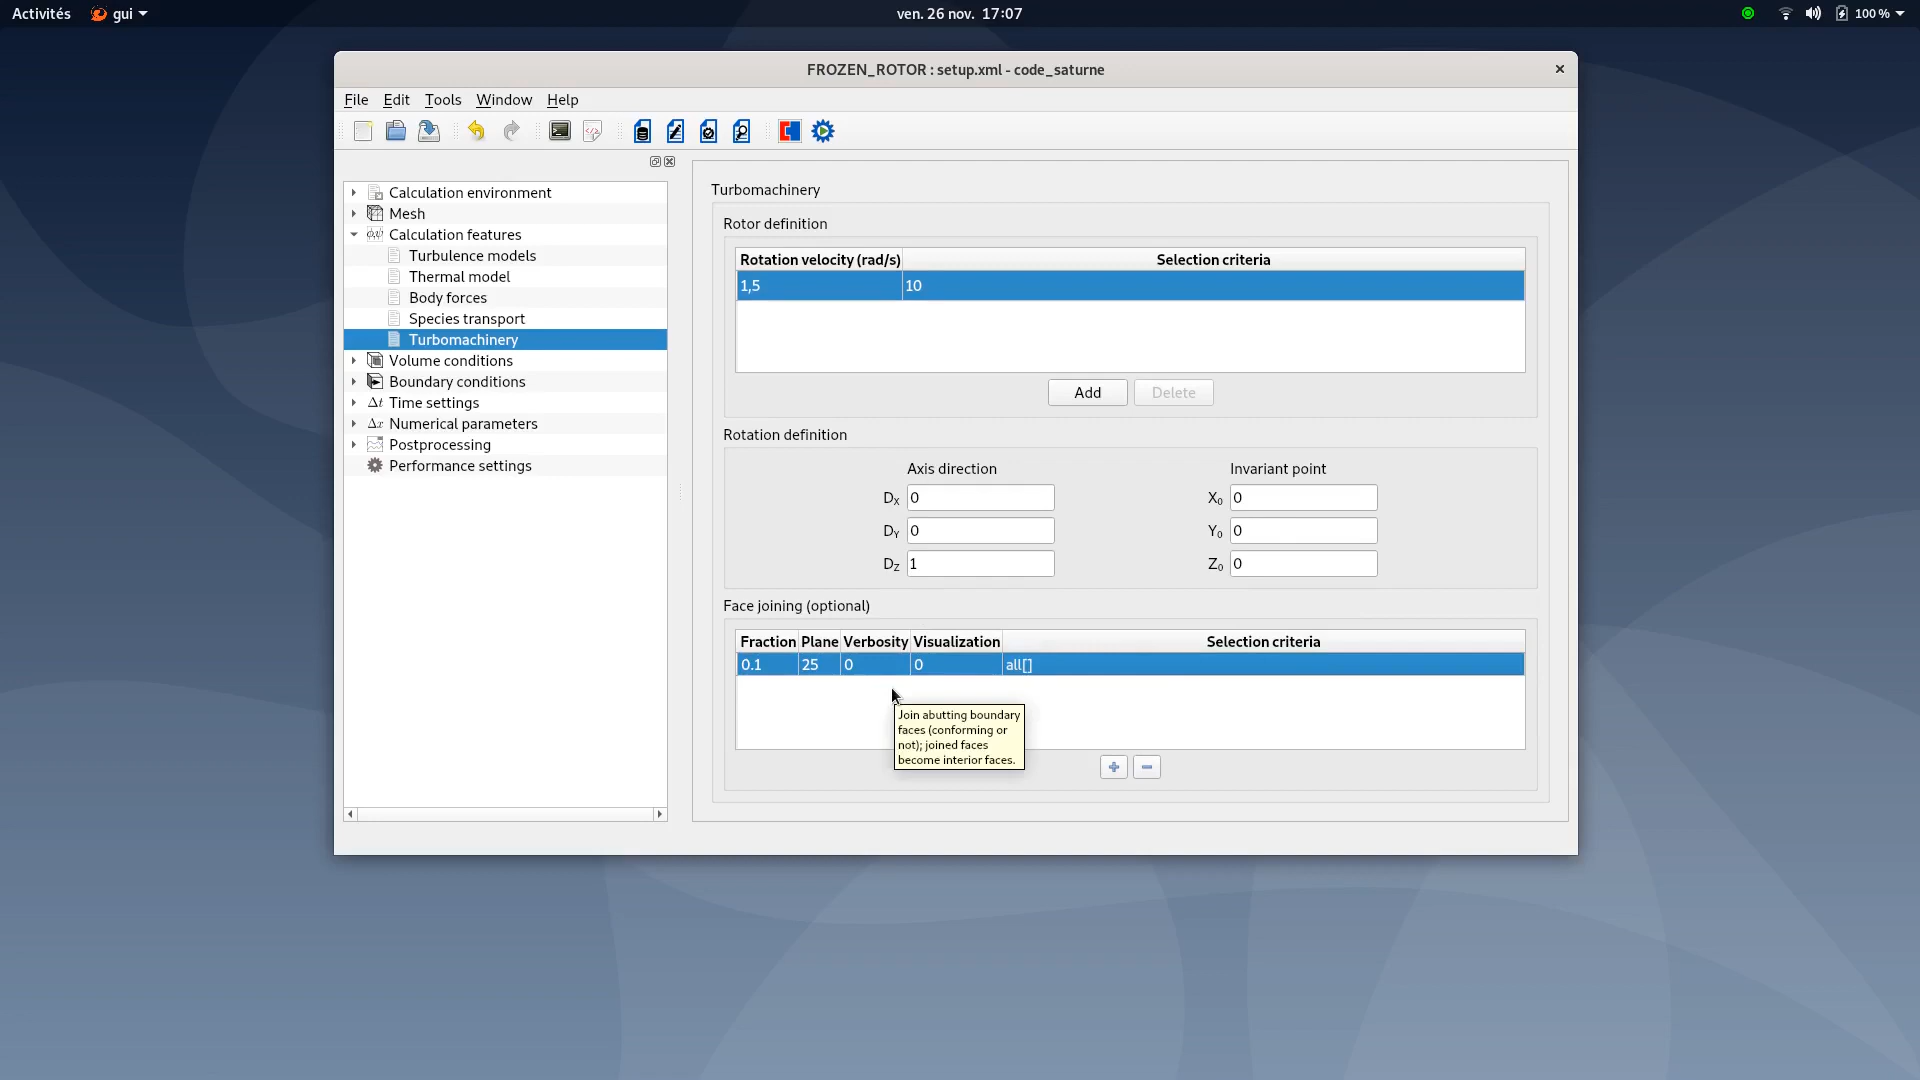 Activités gui ven. 26 nov. 17:07 100 %
FROZEN_ROTOR : setup.xml - code_saturne
File Edit Tools Window Help
Calculation environment
Mesh
Calculation features
Turbulence models
Thermal model
Body forces
Species transport
Turbomachinery
Volume conditions
Boundary conditions
Δt Time settings
Δx Numerical parameters
Postprocessing
Performance settings
Turbomachinery
Rotor definition
Rotation velocity (rad/s) Selection criteria
1,5 10
Add Delete
Rotation definition
Axis direction Invariant point
Dx 0 X₀ 0
DY 0 Y₀ 0
Dz 1 Z₀ 0
Face joining (optional)
Fraction Plane Verbosity Visualization Selection criteria
0.1 25 0 0 all[]
Join abutting boundary
faces (conforming or
not); joined faces
become interior faces.